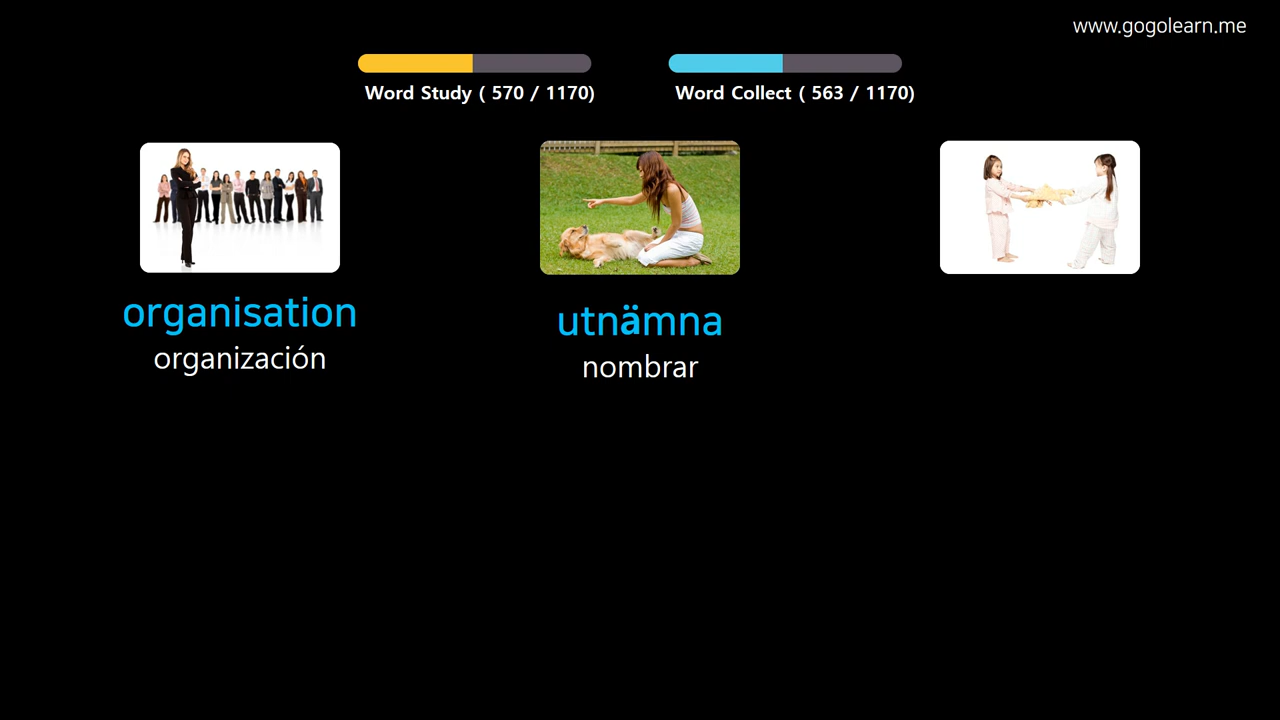 www.gogolearn.me
Word Study ( 570 / 1170)
Word Collect ( 563 / 1170)
organisation
organización
utnämna
nombrar